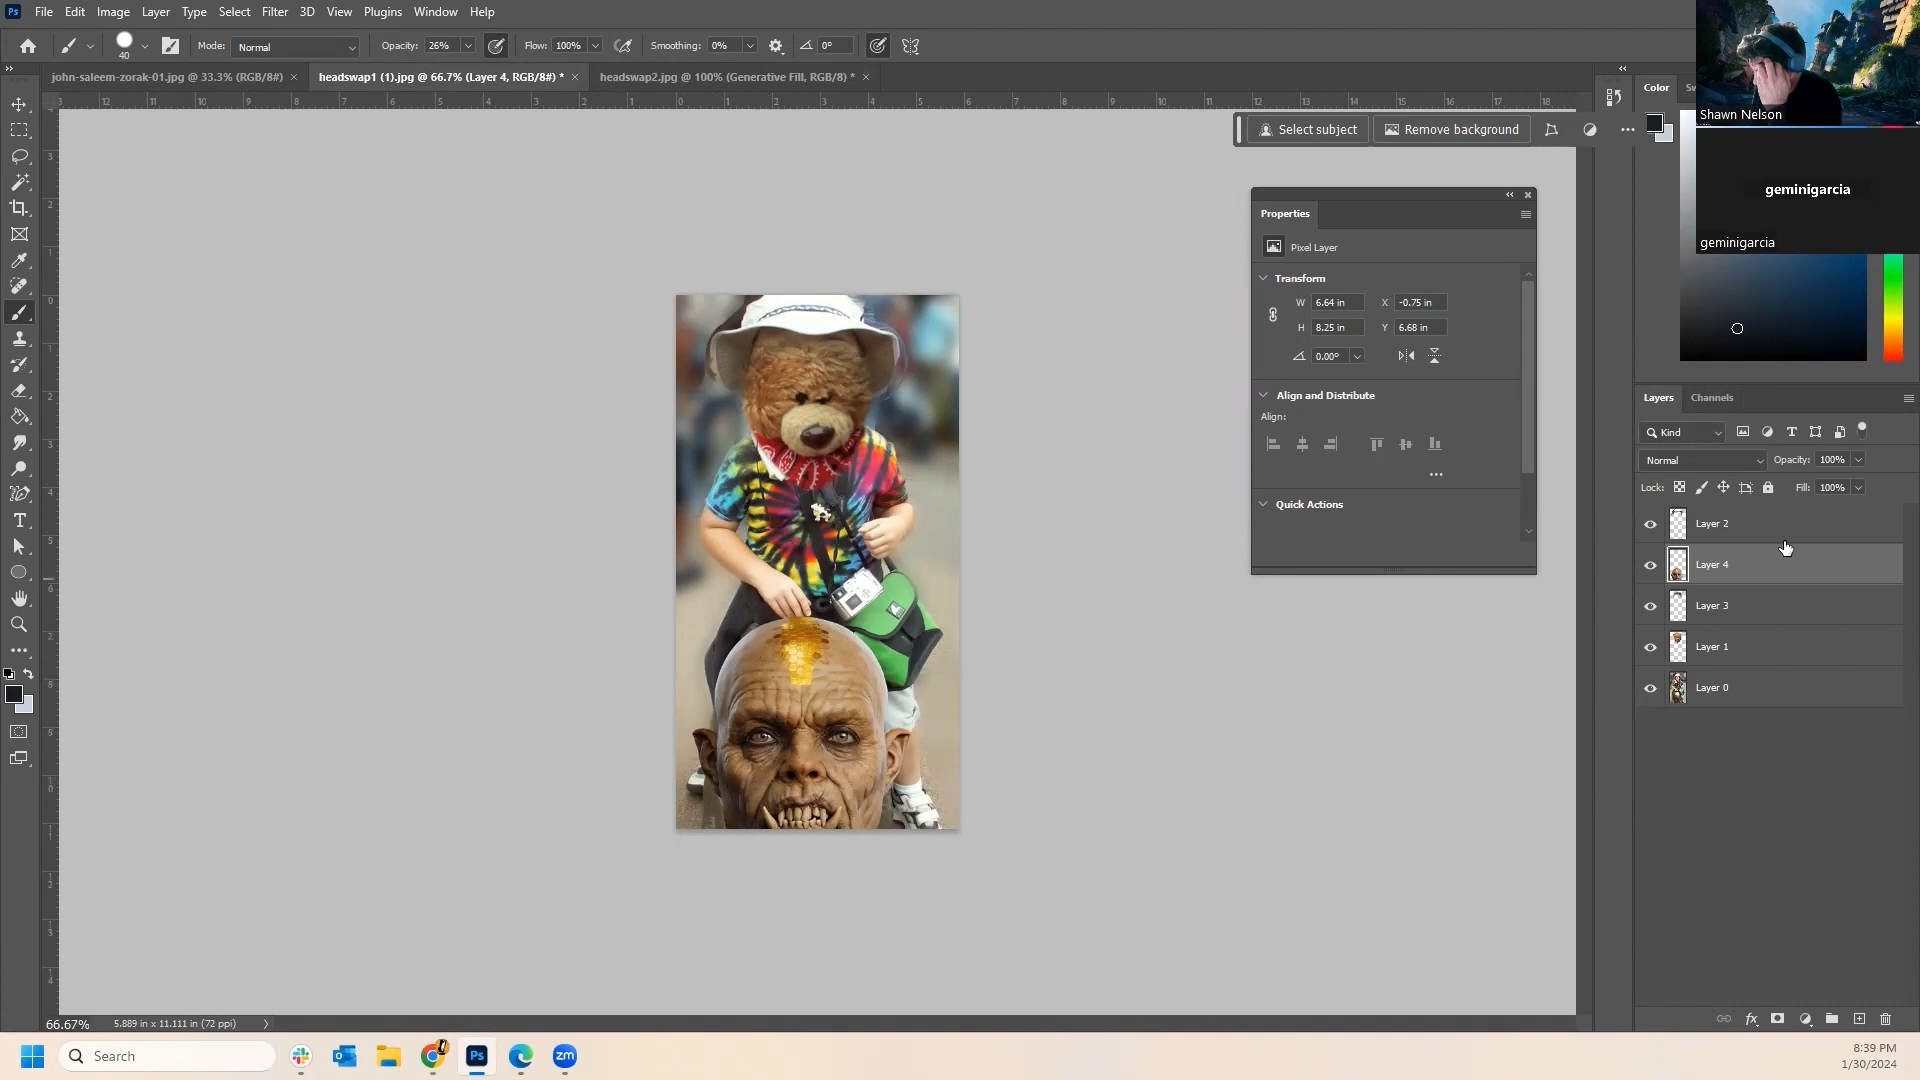 Ps File Edit Image Layer Type Select Filter 3D View Plugins Window Help
40 Mode: Normal Opacity: 26% Flow: 100% Smoothing: 0% 0°
john-saleem-zorak-01.jpg @ 33.3% (RGB/8#) × headswap1 (1).jpg @ 66.7% (Layer 4, RGB/8#) * × headswap2.jpg @ 100% (Generative Fill, RGB/8) * ×
Select subject Remove background
Shawn Nelson
geminigarcia
geminigarcia
Color
Properties
Pixel Layer
Transform
W 6.64 in X -0.75 in
H 8.25 in Y 6.68 in
0.00°
Align and Distribute
Align:
Quick Actions
Layers Channels
Kind
Normal Opacity: 100%
Lock: Fill: 100%
Layer 2
Layer 4
Layer 3
Layer 1
Layer 0
66.67% 5.889 in x 11.111 in (72 ppi)
Search
Ps
zm
8:39 PM
1/30/2024